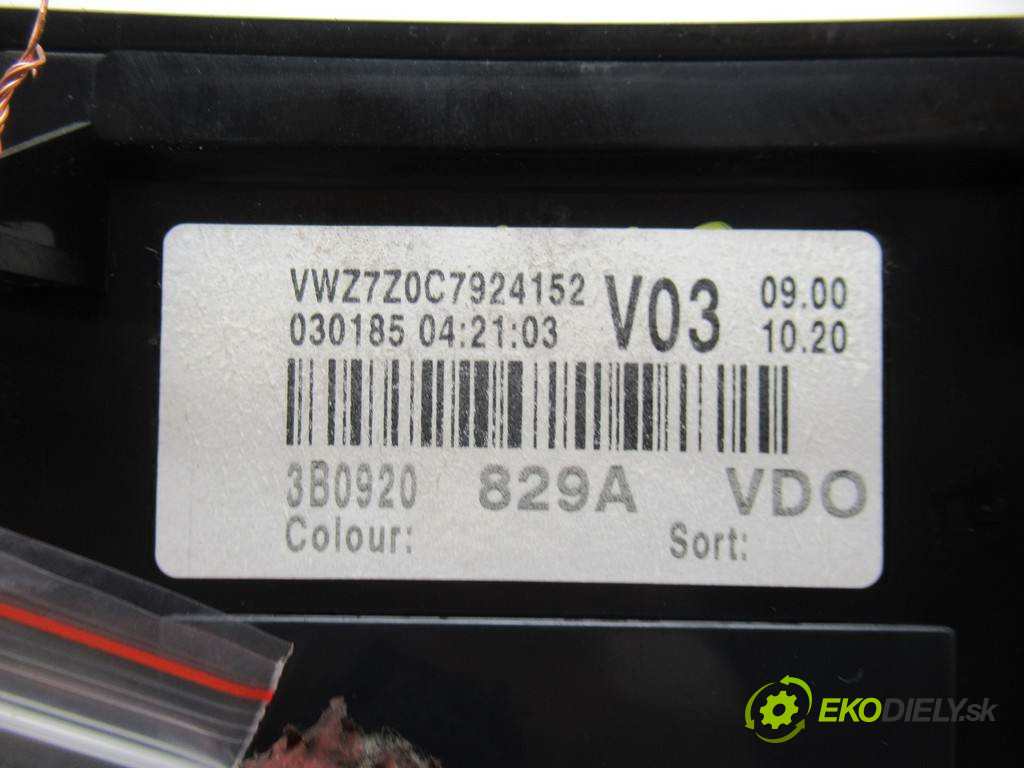 VWZ7Z0C7924152 V03 09.00
030185 04:21:03 10.20
3B0920 829A VDO
Colour: Sort:
EKODIELY.sk